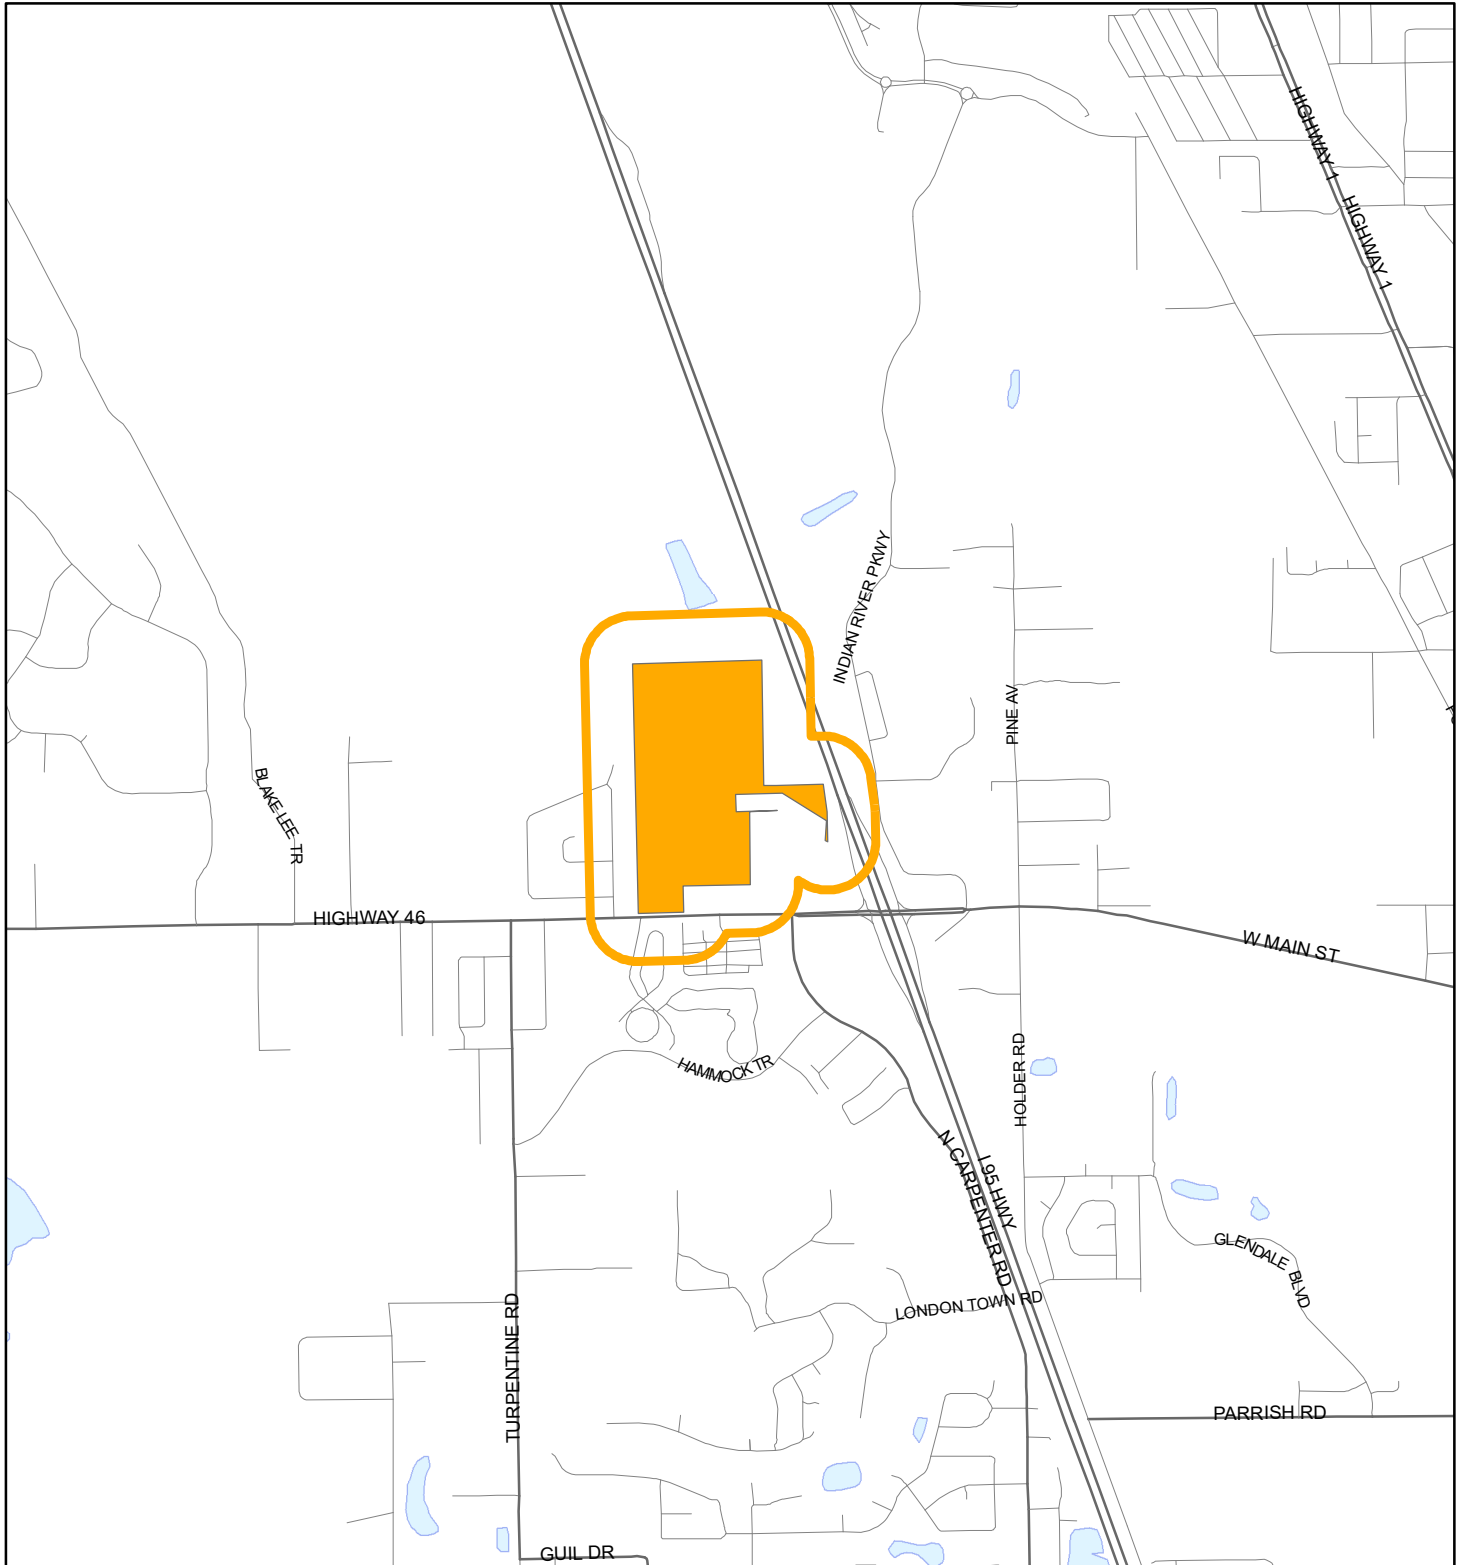 HIGHWAY 1
HIGHWAY 1
INDIAN RIVER PKWY
PINE AV
BLAKE LEE TR
HIGHWAY 46
W MAIN ST
HAMMOCK TR
HOLDER RD
N CARPENTER RD
I 95 HWY
GLENDALE BLVD
LONDON TOWN RD
TURPENTINE RD
PARRISH RD
GUIL DR